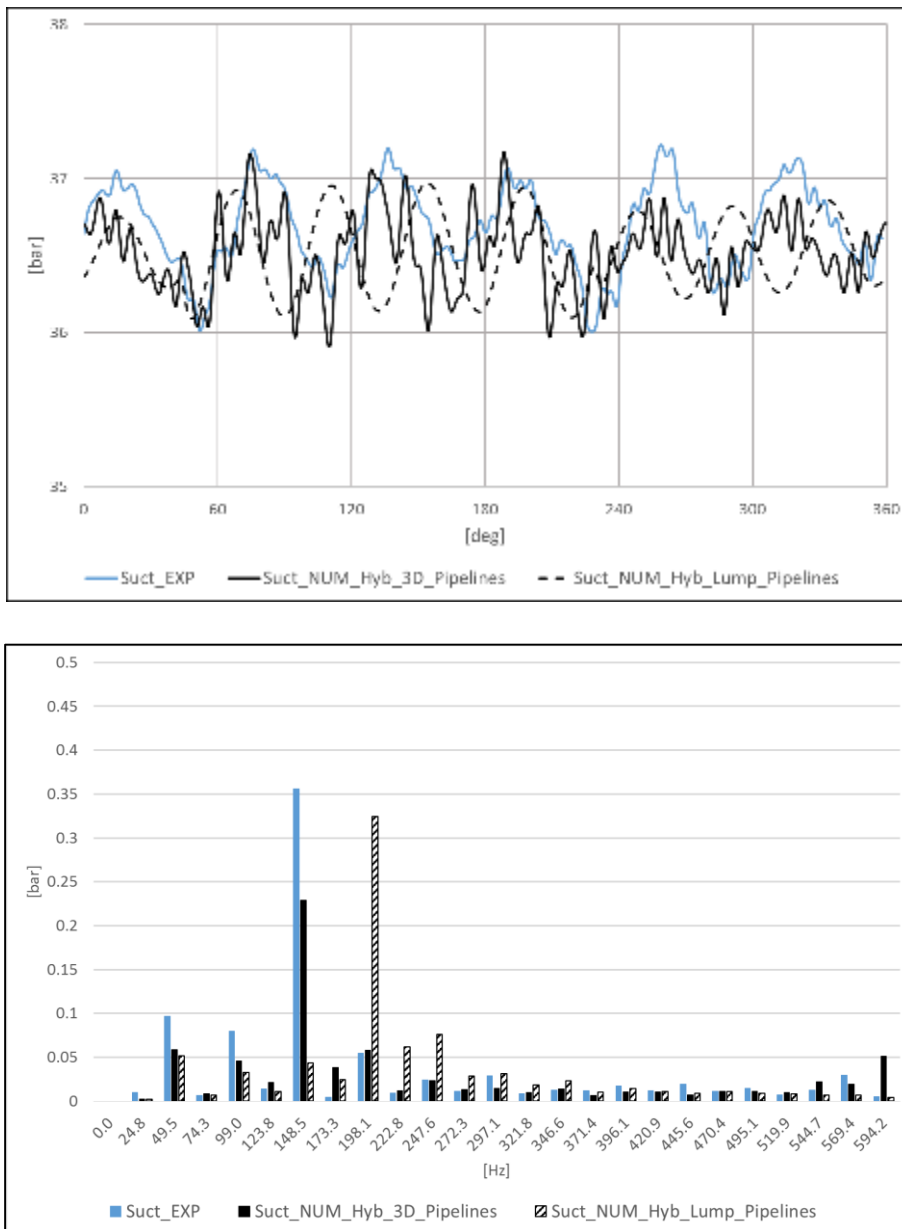 38
37
[bar]
36
35
0 60 120 180 240 300 360
[deg]
Suct_EXP Suct_NUM_Hyb_3D_Pipelines Suct_NUM_Hyb_Lump_Pipelines
0.5
0.45
0.4
0.35
0.3
[bar]
0.25
0.2
0.15
0.1
0.05
0
0.0 24.8 49.5 74.3 99.0 123.8 148.5 173.3 198.1 222.8 247.6 272.3 297.1 321.8 346.6 371.4 396.1 420.9 445.6 470.4 495.1 519.9 544.7 569.4 594.2
[Hz]
Suct_EXP Suct_NUM_Hyb_3D_Pipelines Suct_NUM_Hyb_Lump_Pipelines